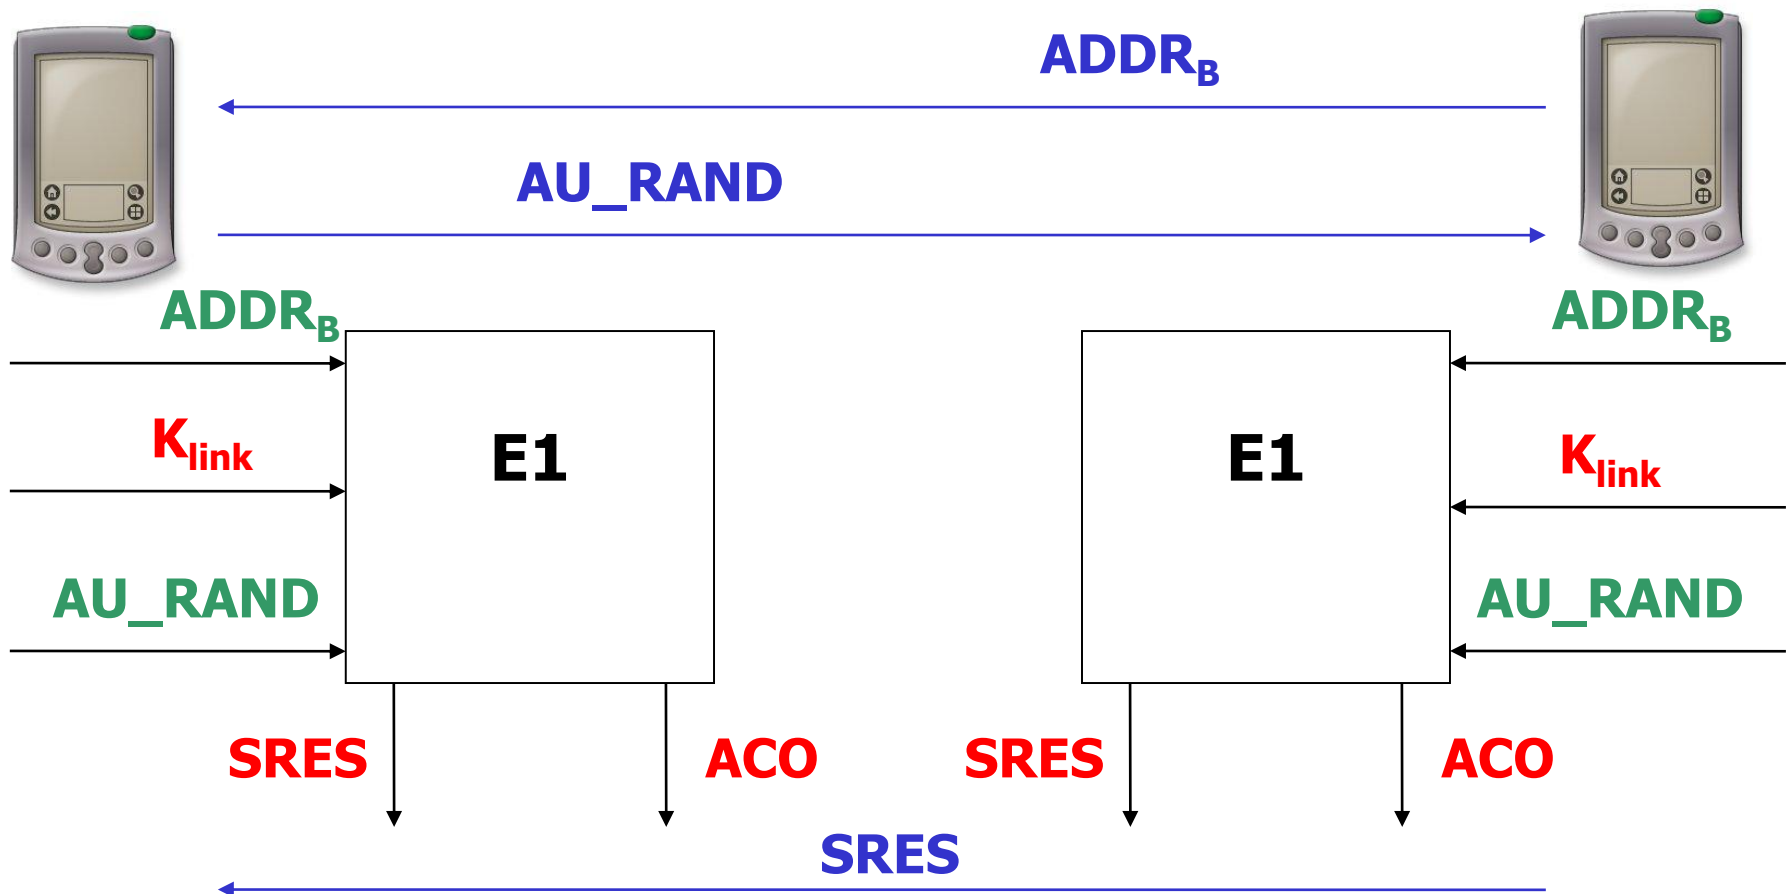 ADDRB
AU_RAND
ADDRB ADDRB
Klink E1 E1 Klink
AU_RAND AU_RAND
SRES ACO SRES ACO
SRES